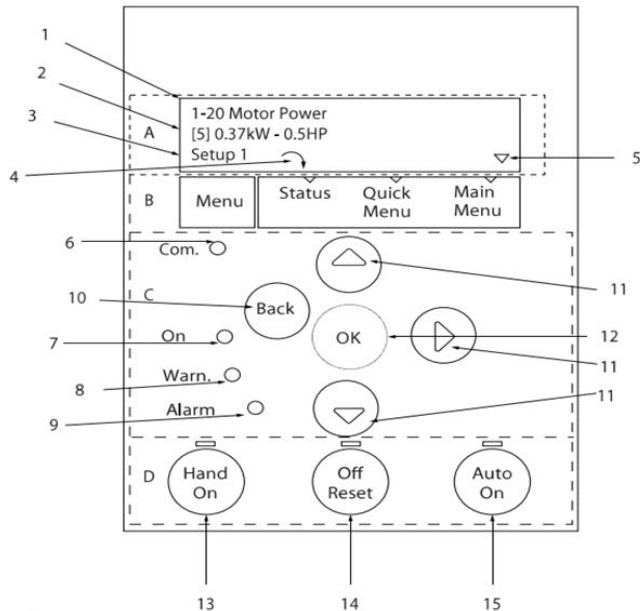 1
2
3
4
5
6
7
8
9
10
11
11
11
12
13
14
15
A
1-20 Motor Power
[5] 0.37kW - 0.5HP
Setup 1
B
Menu
Status
Quick
Menu
Main
Menu
C
Com.
Back
OK
On
Warn.
Alarm
D
Hand
On
Off
Reset
Auto
On